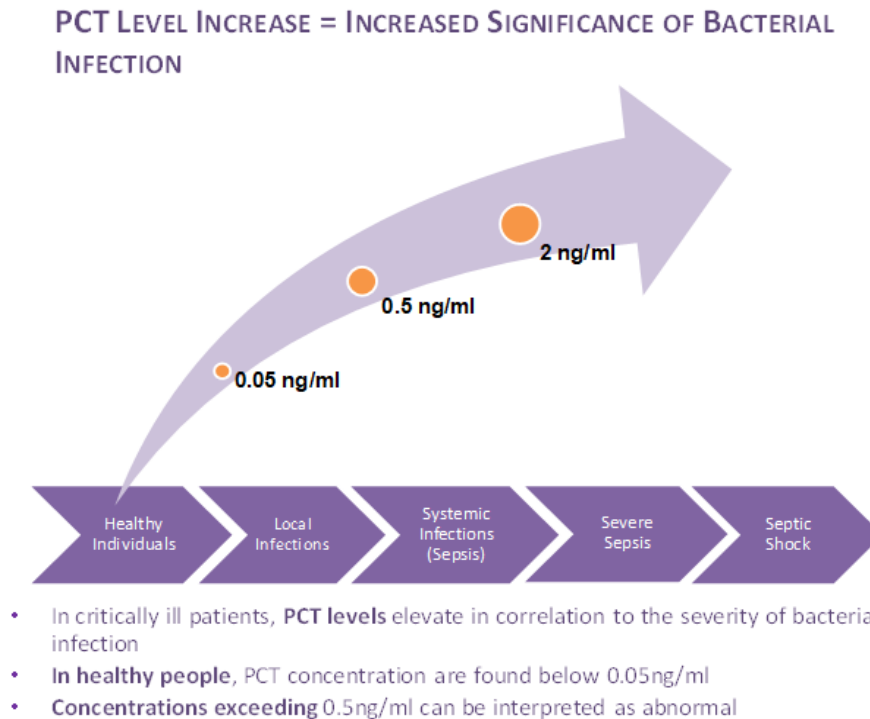 PCT LEVEL INCREASE = INCREASED SIGNIFICANCE OF BACTERIAL
INFECTION
2 ng/ml
0.5 ng/ml
0.05 ng/ml
Healthy
Individuals
Local
Infections
Systemic
Infections
(Sepsis)
Severe
Sepsis
Septic
Shock
• In critically ill patients, PCT levels elevate in correlation to the severity of bacteria
infection
• In healthy people, PCT concentration are found below 0.05ng/ml
• Concentrations exceeding 0.5ng/ml can be interpreted as abnormal